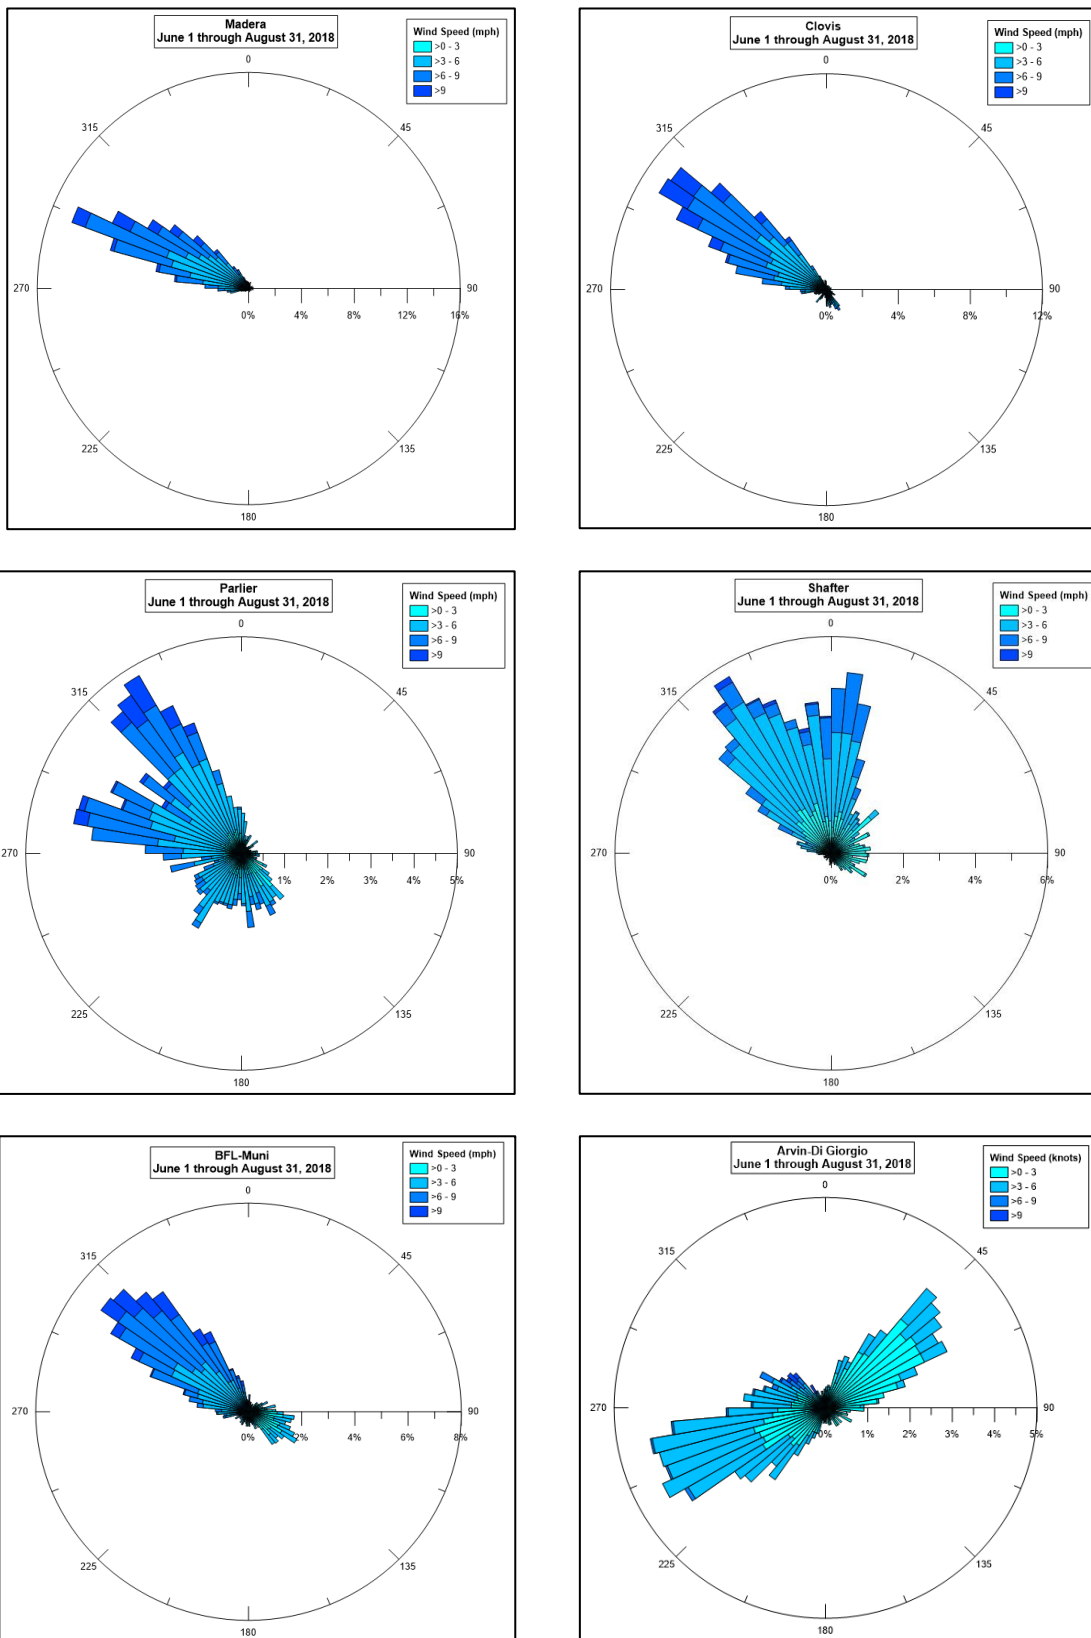 Madera
June 1 through August 31, 2018
Wind Speed (mph)
>0 - 3
>3 - 6
>6 - 9
>9
0
315
45
270
90
0%
4%
8%
12%
16%
225
135
180
Clovis
June 1 through August 31, 2018
Wind Speed (mph)
>0 - 3
>3 - 6
>6 - 9
>9
0
315
45
270
90
0%
4%
8%
12%
225
135
180
Parlier
June 1 through August 31, 2018
Wind Speed (mph)
>0 - 3
>3 - 6
>6 - 9
>9
0
315
45
270
90
1%
2%
3%
4%
5%
225
135
180
Shafter
June 1 through August 31, 2018
Wind Speed (mph)
>0 - 3
>3 - 6
>6 - 9
>9
0
315
45
270
90
0%
2%
4%
6%
225
135
180
BFL-Muni
June 1 through August 31, 2018
Wind Speed (mph)
>0 - 3
>3 - 6
>6 - 9
>9
0
315
45
270
90
0%
2%
4%
6%
8%
225
135
180
Arvin-Di Giorgio
June 1 through August 31, 2018
Wind Speed (knots)
>0 - 3
>3 - 6
>6 - 9
>9
0
315
45
270
90
0%
1%
2%
3%
4%
5%
225
135
180